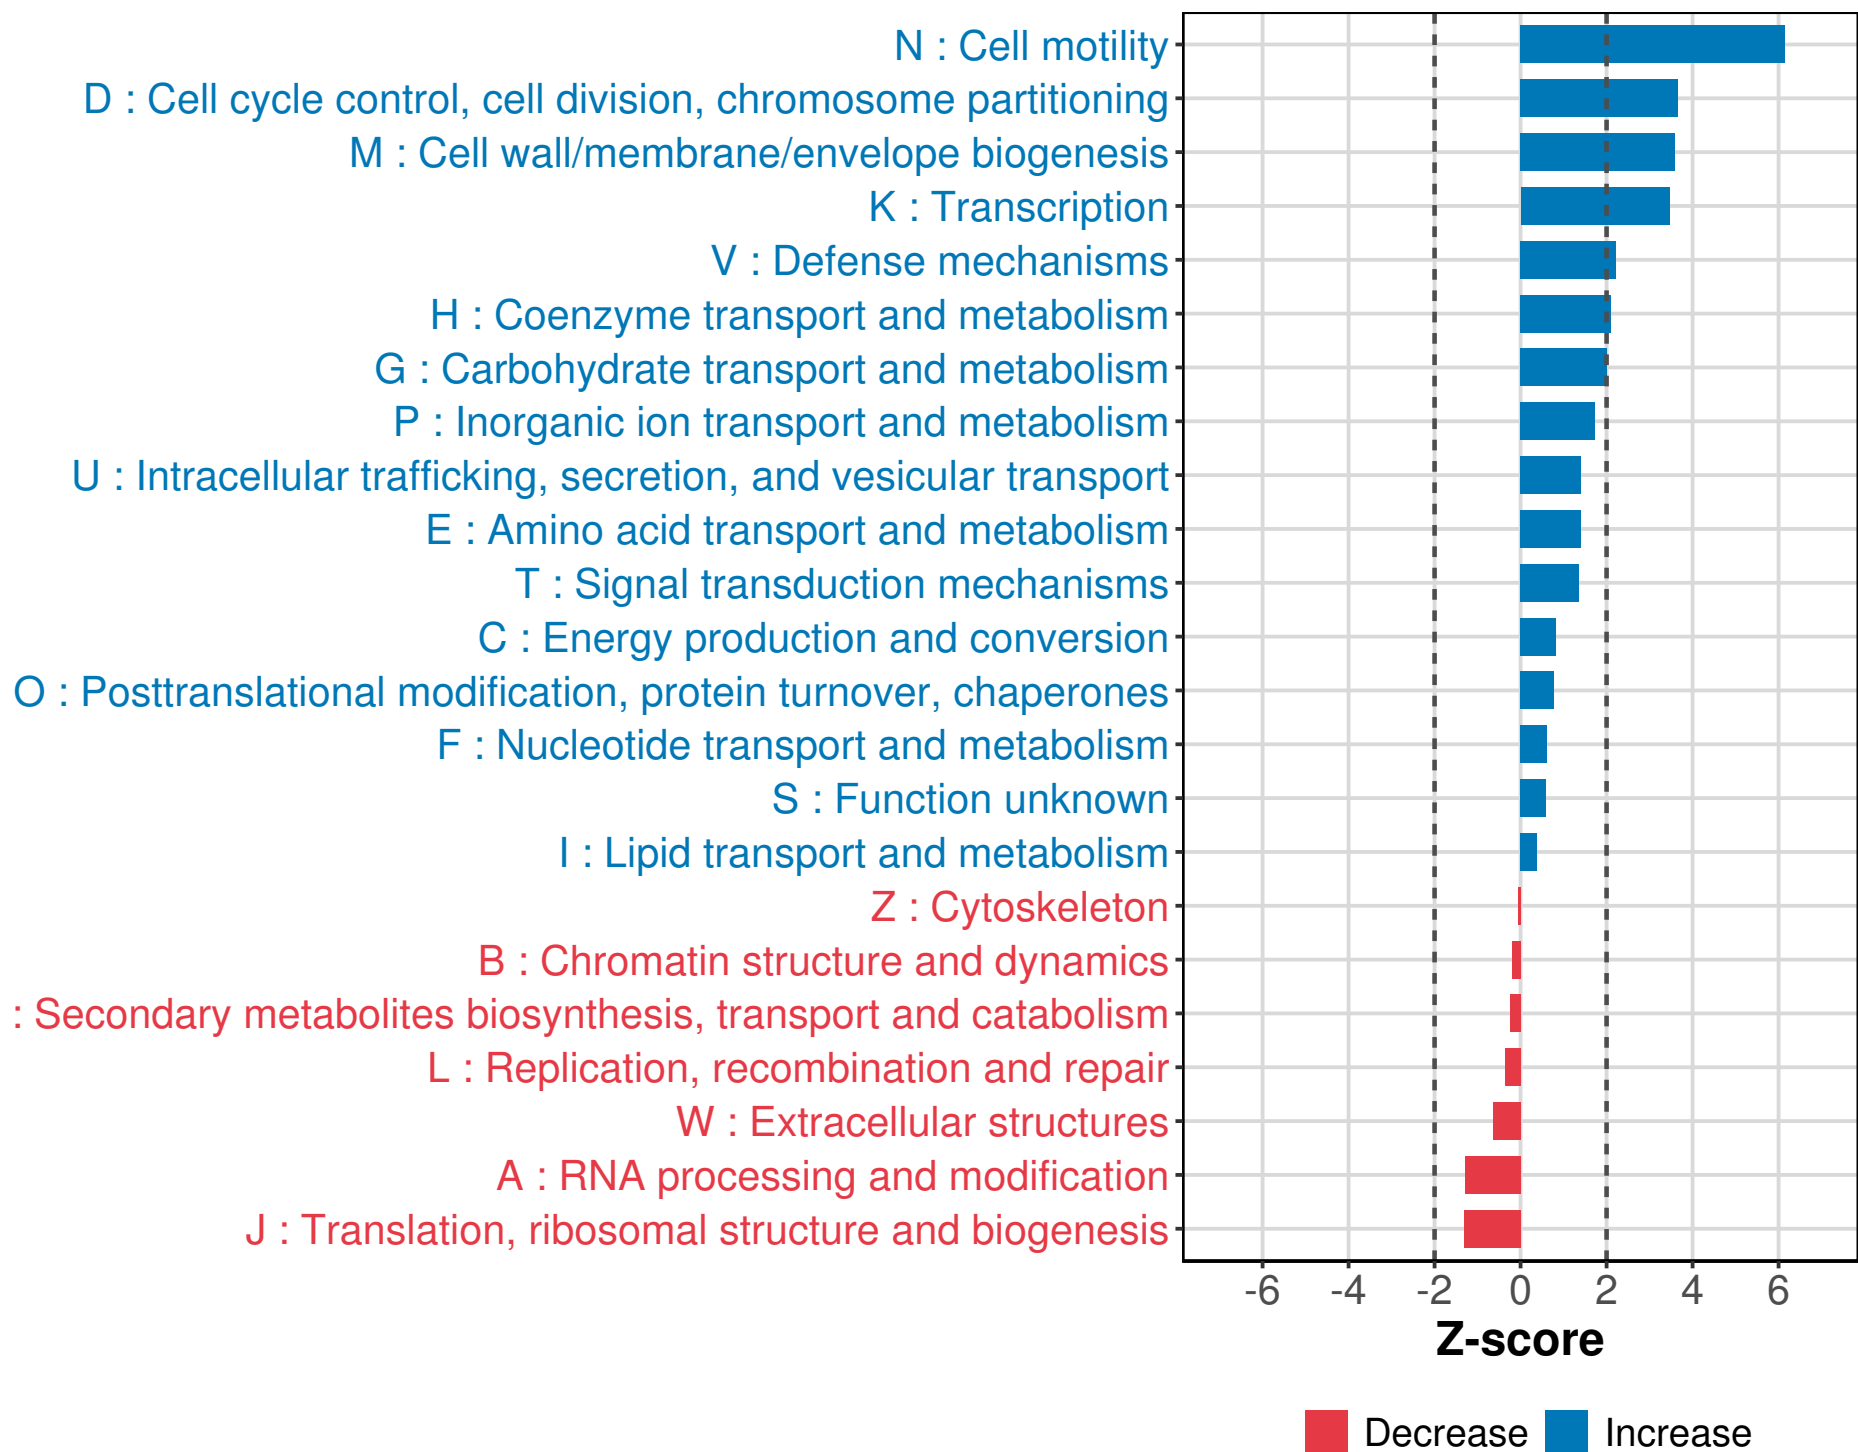 N : Cell motility
D : Cell cycle control, cell division, chromosome partitioning
M : Cell wall/membrane/envelope biogenesis
K : Transcription
V : Defense mechanisms
H : Coenzyme transport and metabolism
G : Carbohydrate transport and metabolism
P : Inorganic ion transport and metabolism
U : Intracellular trafficking, secretion, and vesicular transport
E : Amino acid transport and metabolism
T : Signal transduction mechanisms
C : Energy production and conversion
O : Posttranslational modification, protein turnover, chaperones
F : Nucleotide transport and metabolism
S : Function unknown
I : Lipid transport and metabolism
Z : Cytoskeleton
B : Chromatin structure and dynamics
: Secondary metabolites biosynthesis, transport and catabolism
L : Replication, recombination and repair
W : Extracellular structures
A : RNA processing and modification
J : Translation, ribosomal structure and biogenesis
-6 -4 -2 0 2 4 6
Z-score
Decrease Increase